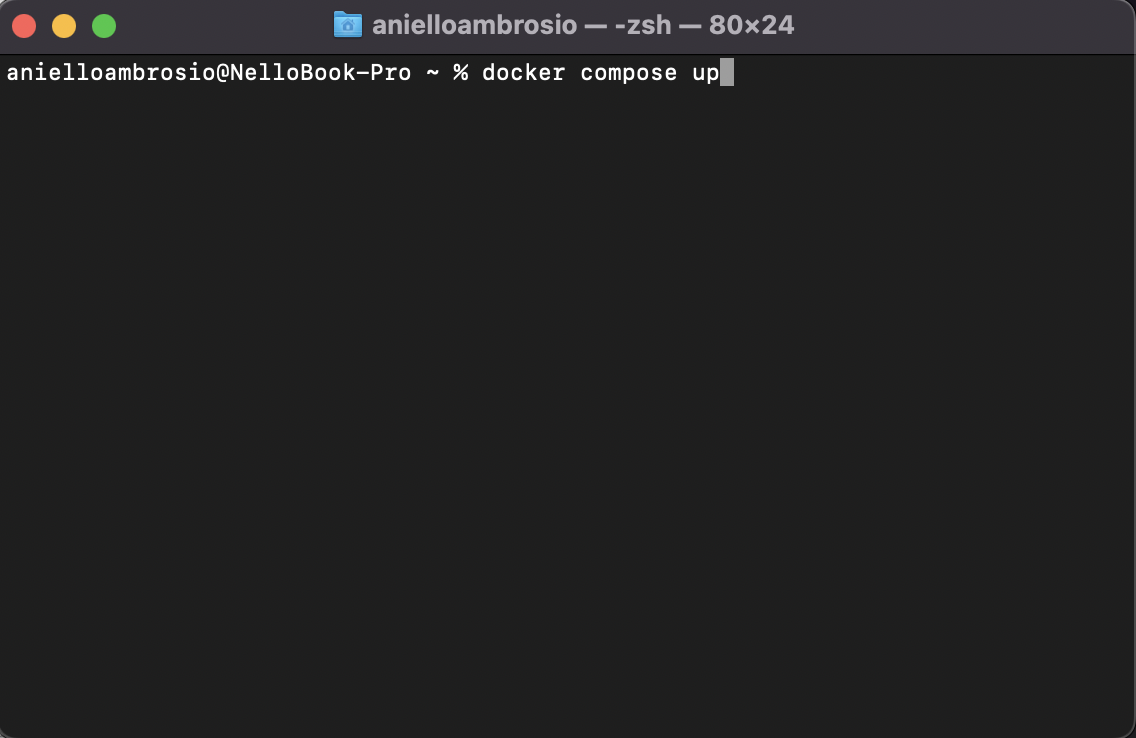 anielloambrosio — -zsh — 80×24
anielloambrosio@NelloBook-Pro ~ % docker compose up